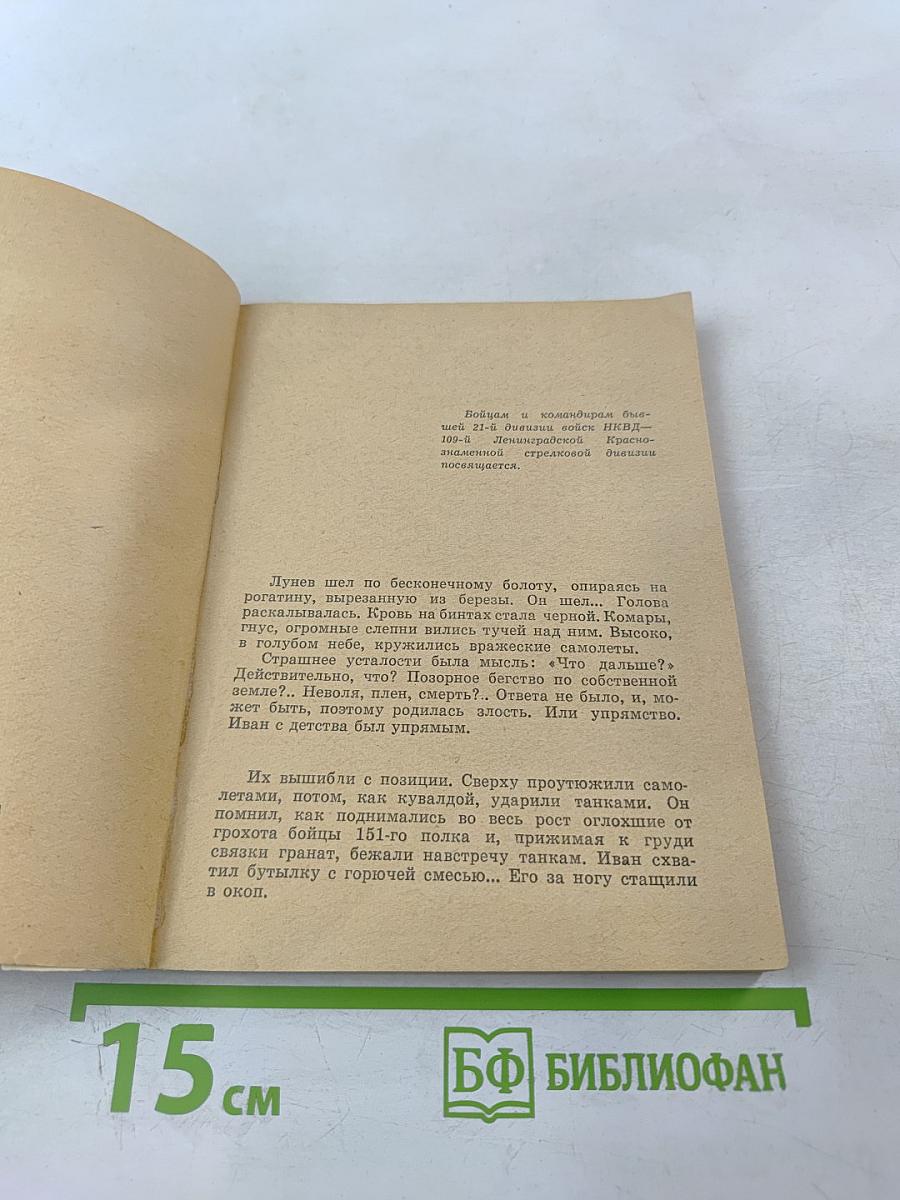 Бойцам и командирам быв-
шей 21-й дивизии войск НКВД—
109-й Ленинградской Красно-
знаменной стрелковой дивизии
посвящается.
Лунев шел по бесконечному болоту, опираясь на
рогатину, вырезанную из березы. Он шел... Голова
раскалывалась. Кровь на бинтах стала черной. Комары,
гнус, огромные слепни вились тучей над ним. Высоко,
в голубом небе, кружились вражеские самолеты.
Страшнее усталости была мысль: «Что дальше?»
Действительно, что? Позорное бегство по собственной
земле?.. Неволя, плен, смерть?.. Ответа не было, и, мо-
жет быть, поэтому родилась злость. Или упрямство.
Иван с детства был упрямым.
Их вышибли с позиции. Сверху проутюжили само-
летами, потом, как кувалдой, ударили танками. Он
помнил, как поднимались во весь рост оглохшие от
грохота бойцы 151-го полка и, прижимая к груди
связки гранат, бежали навстречу танкам. Иван схва-
тил бутылку с горючей смесью... Его за ногу стащили
в окоп.
15 см
БФ БИБЛИОФАН